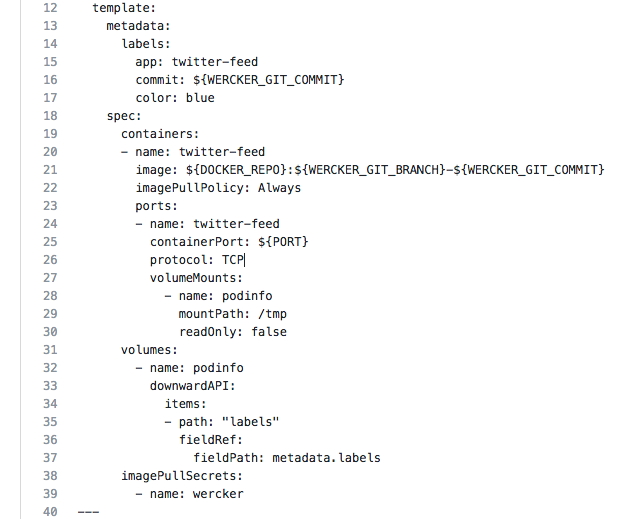 12 template:
13 metadata:
14 labels:
15 app: twitter-feed
16 commit: ${WERCKER_GIT_COMMIT}
17 color: blue
18 spec:
19 containers:
20 - name: twitter-feed
21 image: ${DOCKER_REPO}:${WERCKER_GIT_BRANCH}-${WERCKER_GIT_COMMIT}
22 imagePullPolicy: Always
23 ports:
24 - name: twitter-feed
25 containerPort: ${PORT}
26 protocol: TCP
27 volumeMounts:
28 - name: podinfo
29 mountPath: /tmp
30 readOnly: false
31 volumes:
32 - name: podinfo
33 downwardAPI:
34 items:
35 - path: "labels"
36 fieldRef:
37 fieldPath: metadata.labels
38 imagePullSecrets:
39 - name: wercker
40 ---